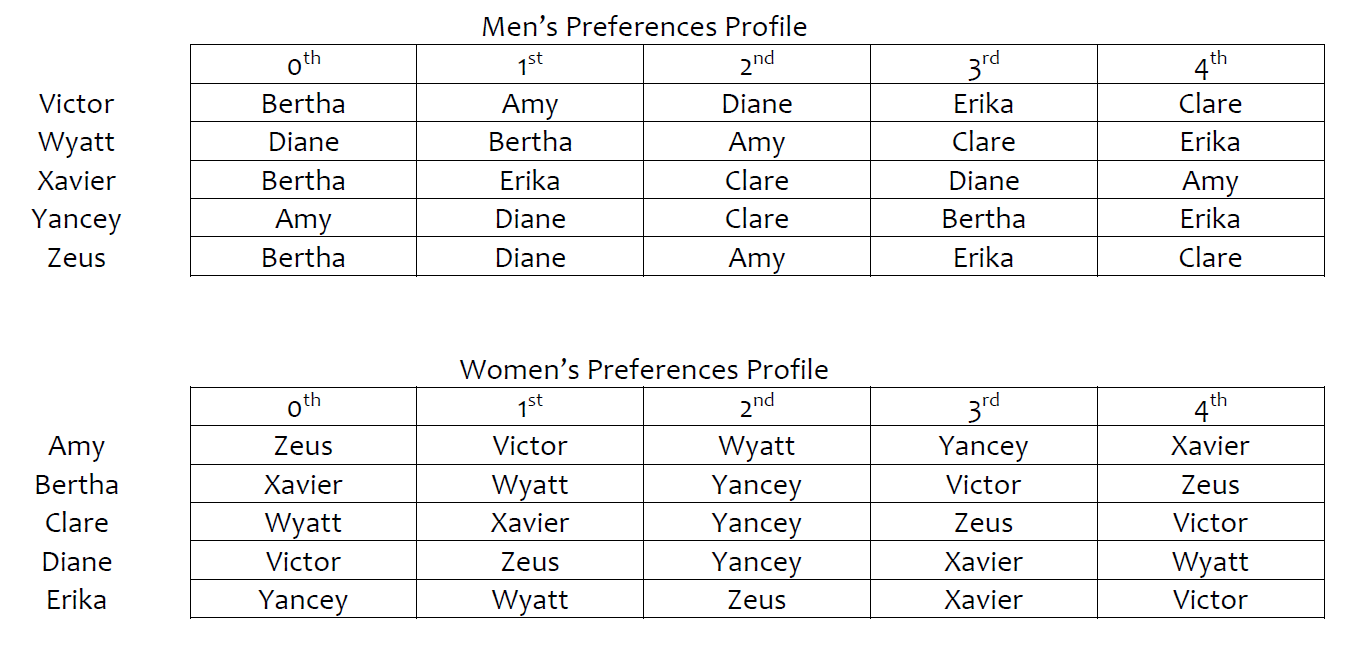 Men’s Preferences Profile
0th 1st 2nd 3rd 4th
Victor Bertha Amy Diane Erika Clare
Wyatt Diane Bertha Amy Clare Erika
Xavier Bertha Erika Clare Diane Amy
Yancey Amy Diane Clare Bertha Erika
Zeus Bertha Diane Amy Erika Clare
Women’s Preferences Profile
0th 1st 2nd 3rd 4th
Amy Zeus Victor Wyatt Yancey Xavier
Bertha Xavier Wyatt Yancey Victor Zeus
Clare Wyatt Xavier Yancey Zeus Victor
Diane Victor Zeus Yancey Xavier Wyatt
Erika Yancey Wyatt Zeus Xavier Victor